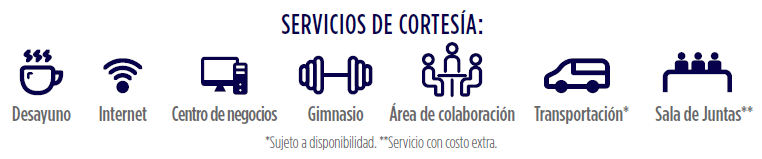 SERVICIOS DE CORTESÍA:
Desayuno Internet Centro de negocios Gimnasio Área de colaboración Transportación* Sala de Juntas**
*Sujeto a disponibilidad. **Servicio con costo extra.